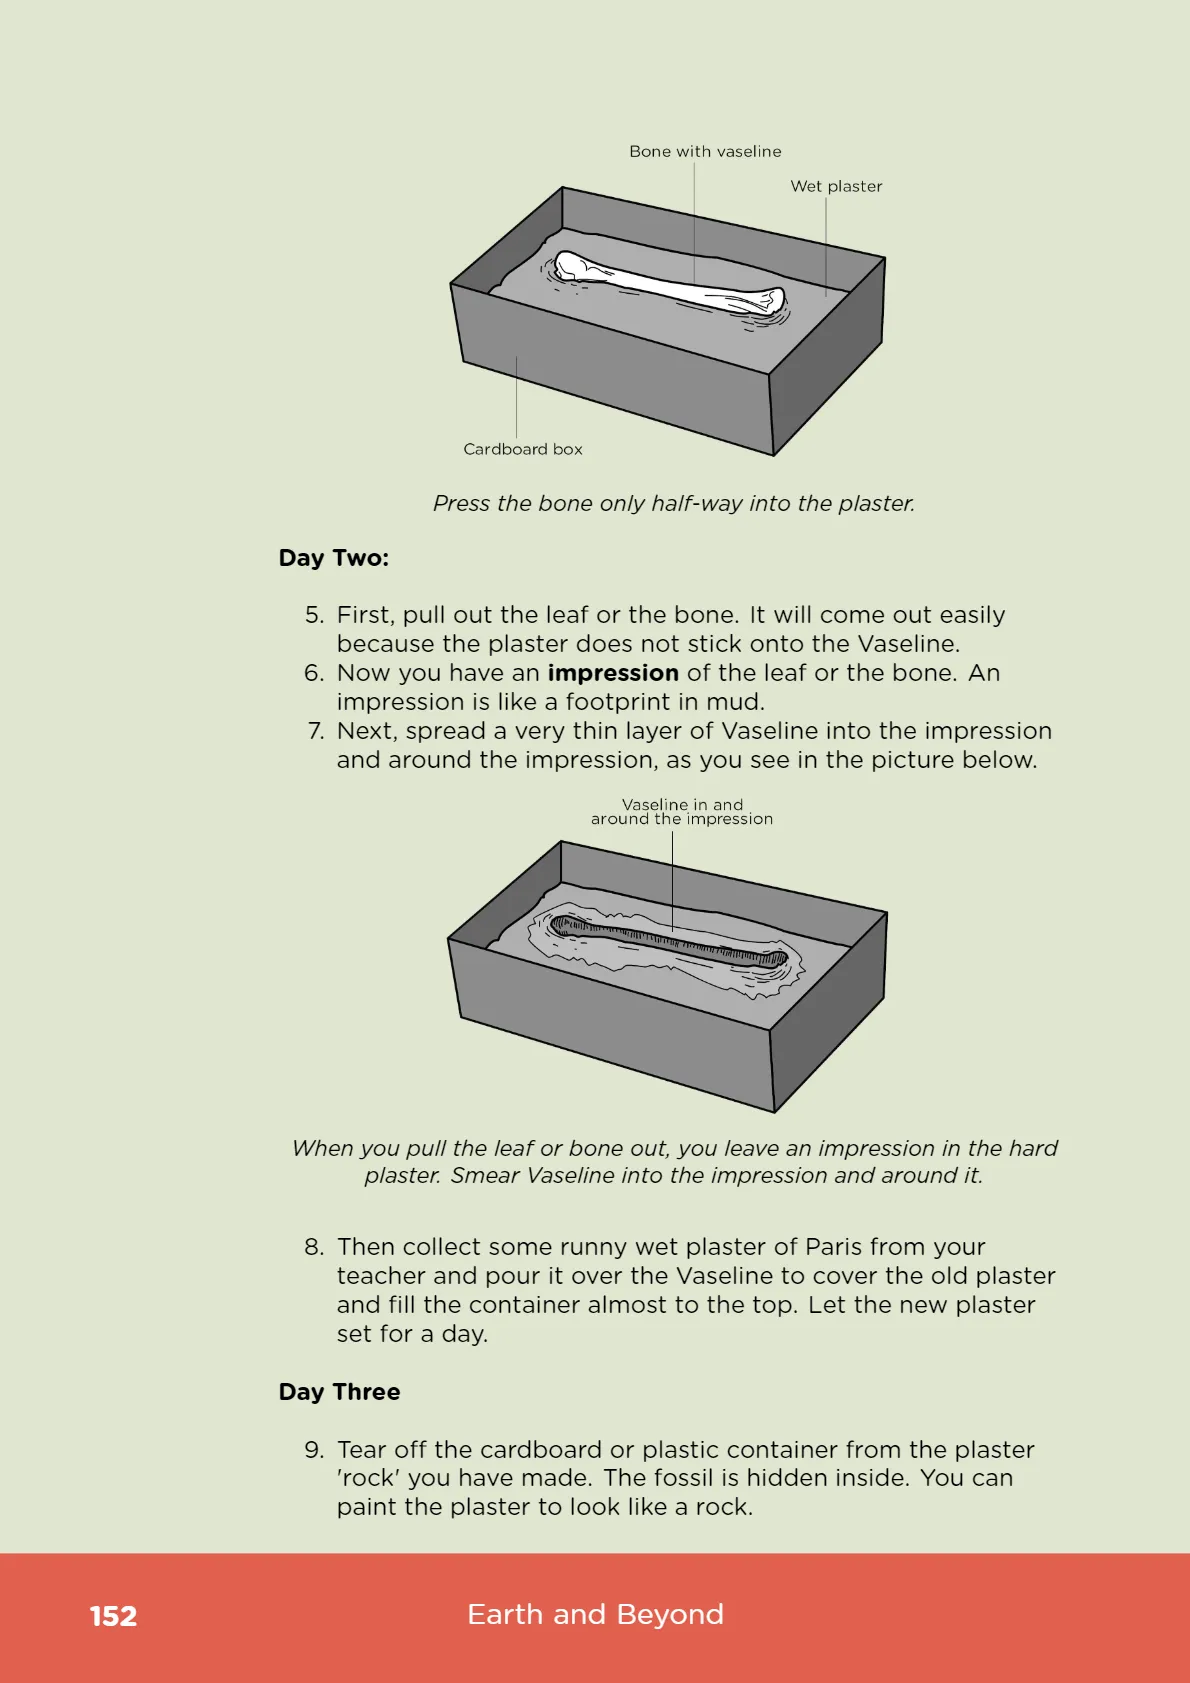 Bone with vaseline
Wet plaster
Cardboard box
Press the bone only half-way into the plaster.
Day Two:
5. First, pull out the leaf or the bone. It will come out easily
because the plaster does not stick onto the Vaseline.
6. Now you have an impression of the leaf or the bone. An
impression is like a footprint in mud.
7. Next, spread a very thin layer of Vaseline into the impression
and around the impression, as you see in the picture below.
Vaseline in and
around the impression
When you pull the leaf or bone out, you leave an impression in the hard
plaster. Smear Vaseline into the impression and around it.
8. Then collect some runny wet plaster of Paris from your
teacher and pour it over the Vaseline to cover the old plaster
and fill the container almost to the top. Let the new plaster
set for a day.
Day Three
9. Tear off the cardboard or plastic container from the plaster
'rock' you have made. The fossil is hidden inside. You can
paint the plaster to look like a rock.
152
Earth and Beyond